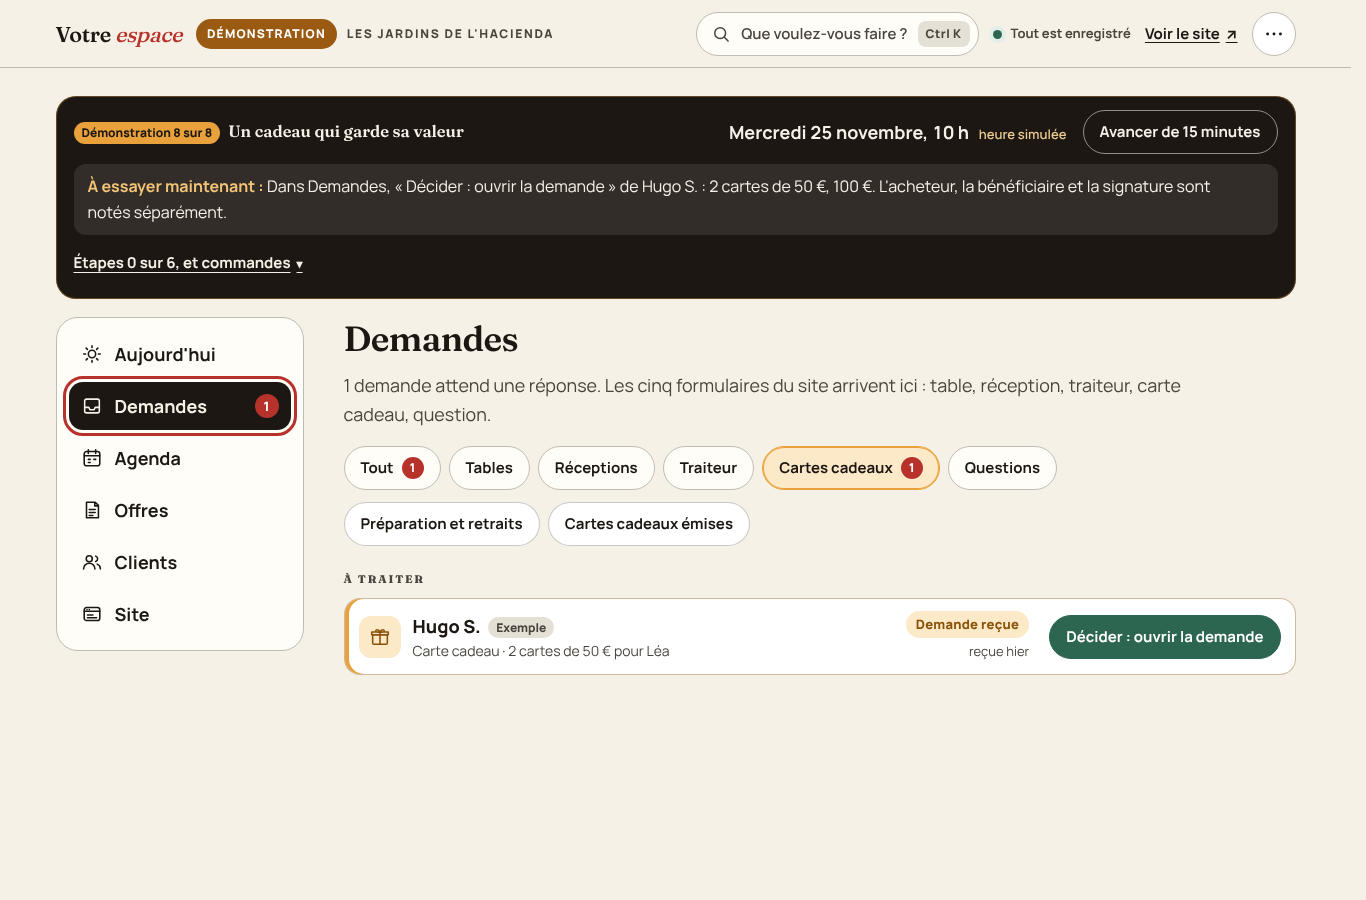 Votre espace DÉMONSTRATION LES JARDINS DE L'HACIENDA Que voulez-vous faire ? Ctrl K Tout est enregistré Voir le site ↗ ···
Démonstration 8 sur 8 Un cadeau qui garde sa valeur Mercredi 25 novembre, 10 h heure simulée Avancer de 15 minutes
À essayer maintenant : Dans Demandes, « Décider : ouvrir la demande » de Hugo S. : 2 cartes de 50 €, 100 €. L'acheteur, la bénéficiaire et la signature sont
notés séparément.
Étapes 0 sur 6, et commandes ▾
Aujourd'hui
Demandes 1
Agenda
Offres
Clients
Site
Demandes
1 demande attend une réponse. Les cinq formulaires du site arrivent ici : table, réception, traiteur, carte
cadeau, question.
Tout 1 Tables Réceptions Traiteur Cartes cadeaux 1 Questions
Préparation et retraits Cartes cadeaux émises
À TRAITER
Hugo S. Exemple Demande reçue Décider : ouvrir la demande
Carte cadeau · 2 cartes de 50 € pour Léa reçue hier